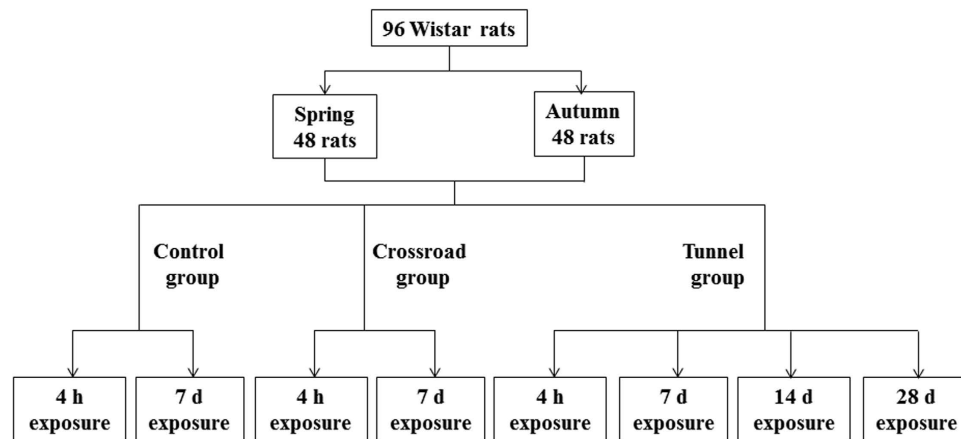 96 Wistar rats
Spring
48 rats
Autumn
48 rats
Control
group
Crossroad
group
Tunnel
group
4 h
exposure
7 d
exposure
4 h
exposure
7 d
exposure
4 h
exposure
7 d
exposure
14 d
exposure
28 d
exposure